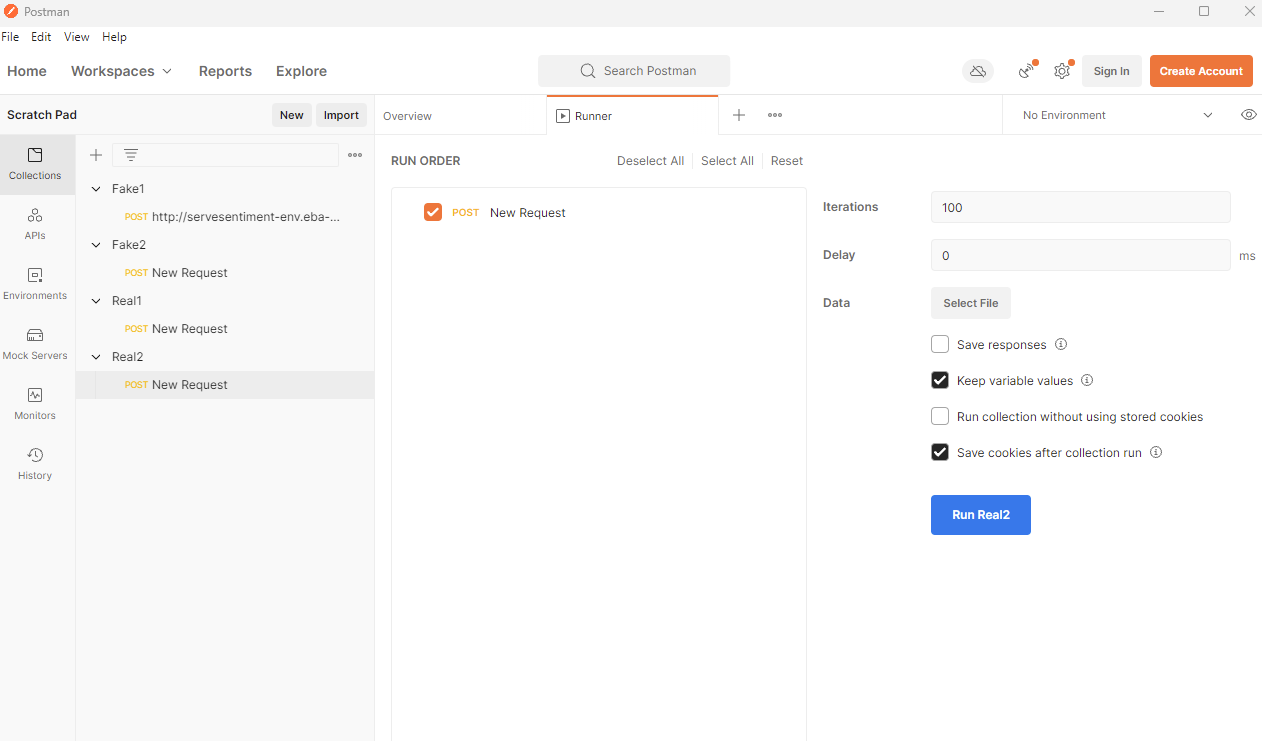 Postman
File Edit View Help
Home Workspaces Reports Explore
Search Postman
Sign In
Create Account
Scratch Pad
New
Import
Overview
Runner
No Environment
Collections
APIs
Environments
Mock Servers
Monitors
History
Fake1
POST http://servesentiment-env.eba-...
Fake2
POST New Request
Real1
POST New Request
Real2
POST New Request
RUN ORDER
Deselect All Select All Reset
POST New Request
Iterations 100
Delay 0 ms
Data Select File
Save responses
Keep variable values
Run collection without using stored cookies
Save cookies after collection run
Run Real2